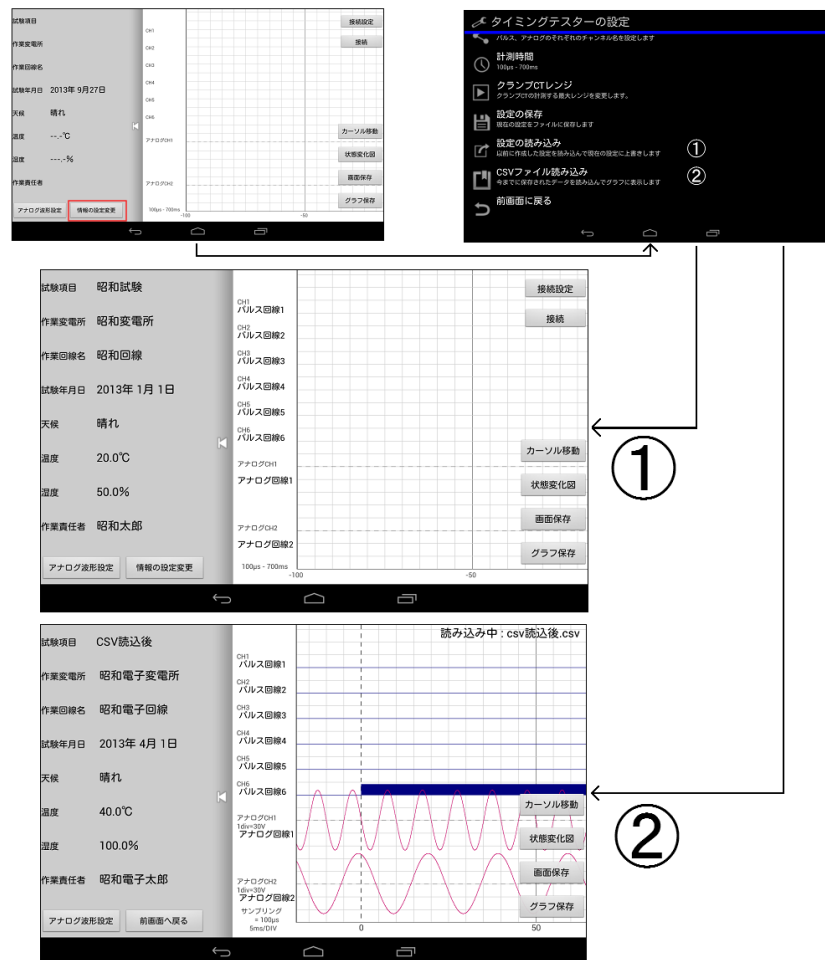 試験項目
作業変電所
作業回線名
試験年月日 2013年 9月27日
天候 晴れ
温度 --.-℃
湿度 ---.-%
作業責任者
アナログ波形設定 情報の設定変更
CH1
CH2
CH3
CH4
CH5
CH6
アナログCH1
アナログCH2
100μs - 700ms
-100 -50
接続設定
接続
カーソル移動
状態変化図
画面保存
グラフ保存
タイミングテスターの設定
パルス、アナログのそれぞれのチャンネル名を設定します
計測時間
100μs - 700ms
クランプCTレンジ
クランプCTの計測する最大レンジを変更します。
設定の保存
現在の設定をファイルに保存します
設定の読み込み
以前に作成した設定を読み込んで現在の設定に上書きします ①
CSVファイル読み込み
今までに保存されたデータを読み込んでグラフに表示します ②
前画面に戻る
試験項目 昭和試験
作業変電所 昭和変電所
作業回線名 昭和回線
試験年月日 2013年 1月 1日
天候 晴れ
温度 20.0℃
湿度 50.0%
作業責任者 昭和太郎
アナログ波形設定 情報の設定変更
CH1
パルス回線1
CH2
パルス回線2
CH3
パルス回線3
CH4
パルス回線4
CH5
パルス回線5
CH6
パルス回線6
アナログCH1
アナログ回線1
アナログCH2
アナログ回線2
100μs - 700ms
-100 -50
接続設定
接続
カーソル移動
状態変化図
画面保存
グラフ保存
①
試験項目 CSV読込後
作業変電所 昭和電子変電所
作業回線名 昭和電子回線
試験年月日 2013年 4月 1日
天候 晴れ
温度 40.0℃
湿度 100.0%
作業責任者 昭和電子太郎
アナログ波形設定 前画面へ戻る
読み込み中 : csv読込後.csv
CH1
パルス回線1
CH2
パルス回線2
CH3
パルス回線3
CH4
パルス回線4
CH5
パルス回線5
CH6
パルス回線6
アナログCH1
1div=30V
アナログ回線1
アナログCH2
1div=30V
アナログ回線2
サンプリング
= 100μs
5ms/DIV
0 50
カーソル移動
状態変化図
画面保存
グラフ保存
②